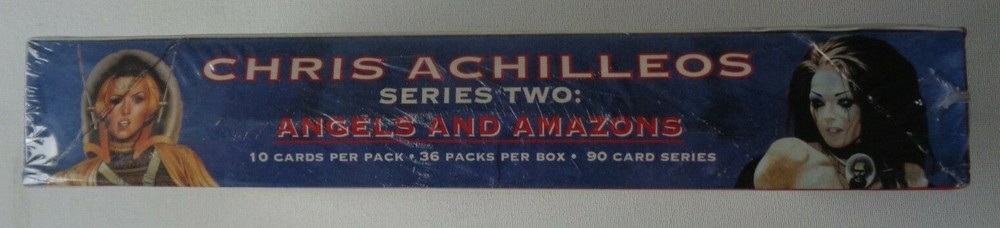 CHRIS ACHILLEOS
SERIES TWO:
ANGELS AND AMAZONS
10 CARDS PER PACK • 36 PACKS PER BOX • 90 CARD SERIES